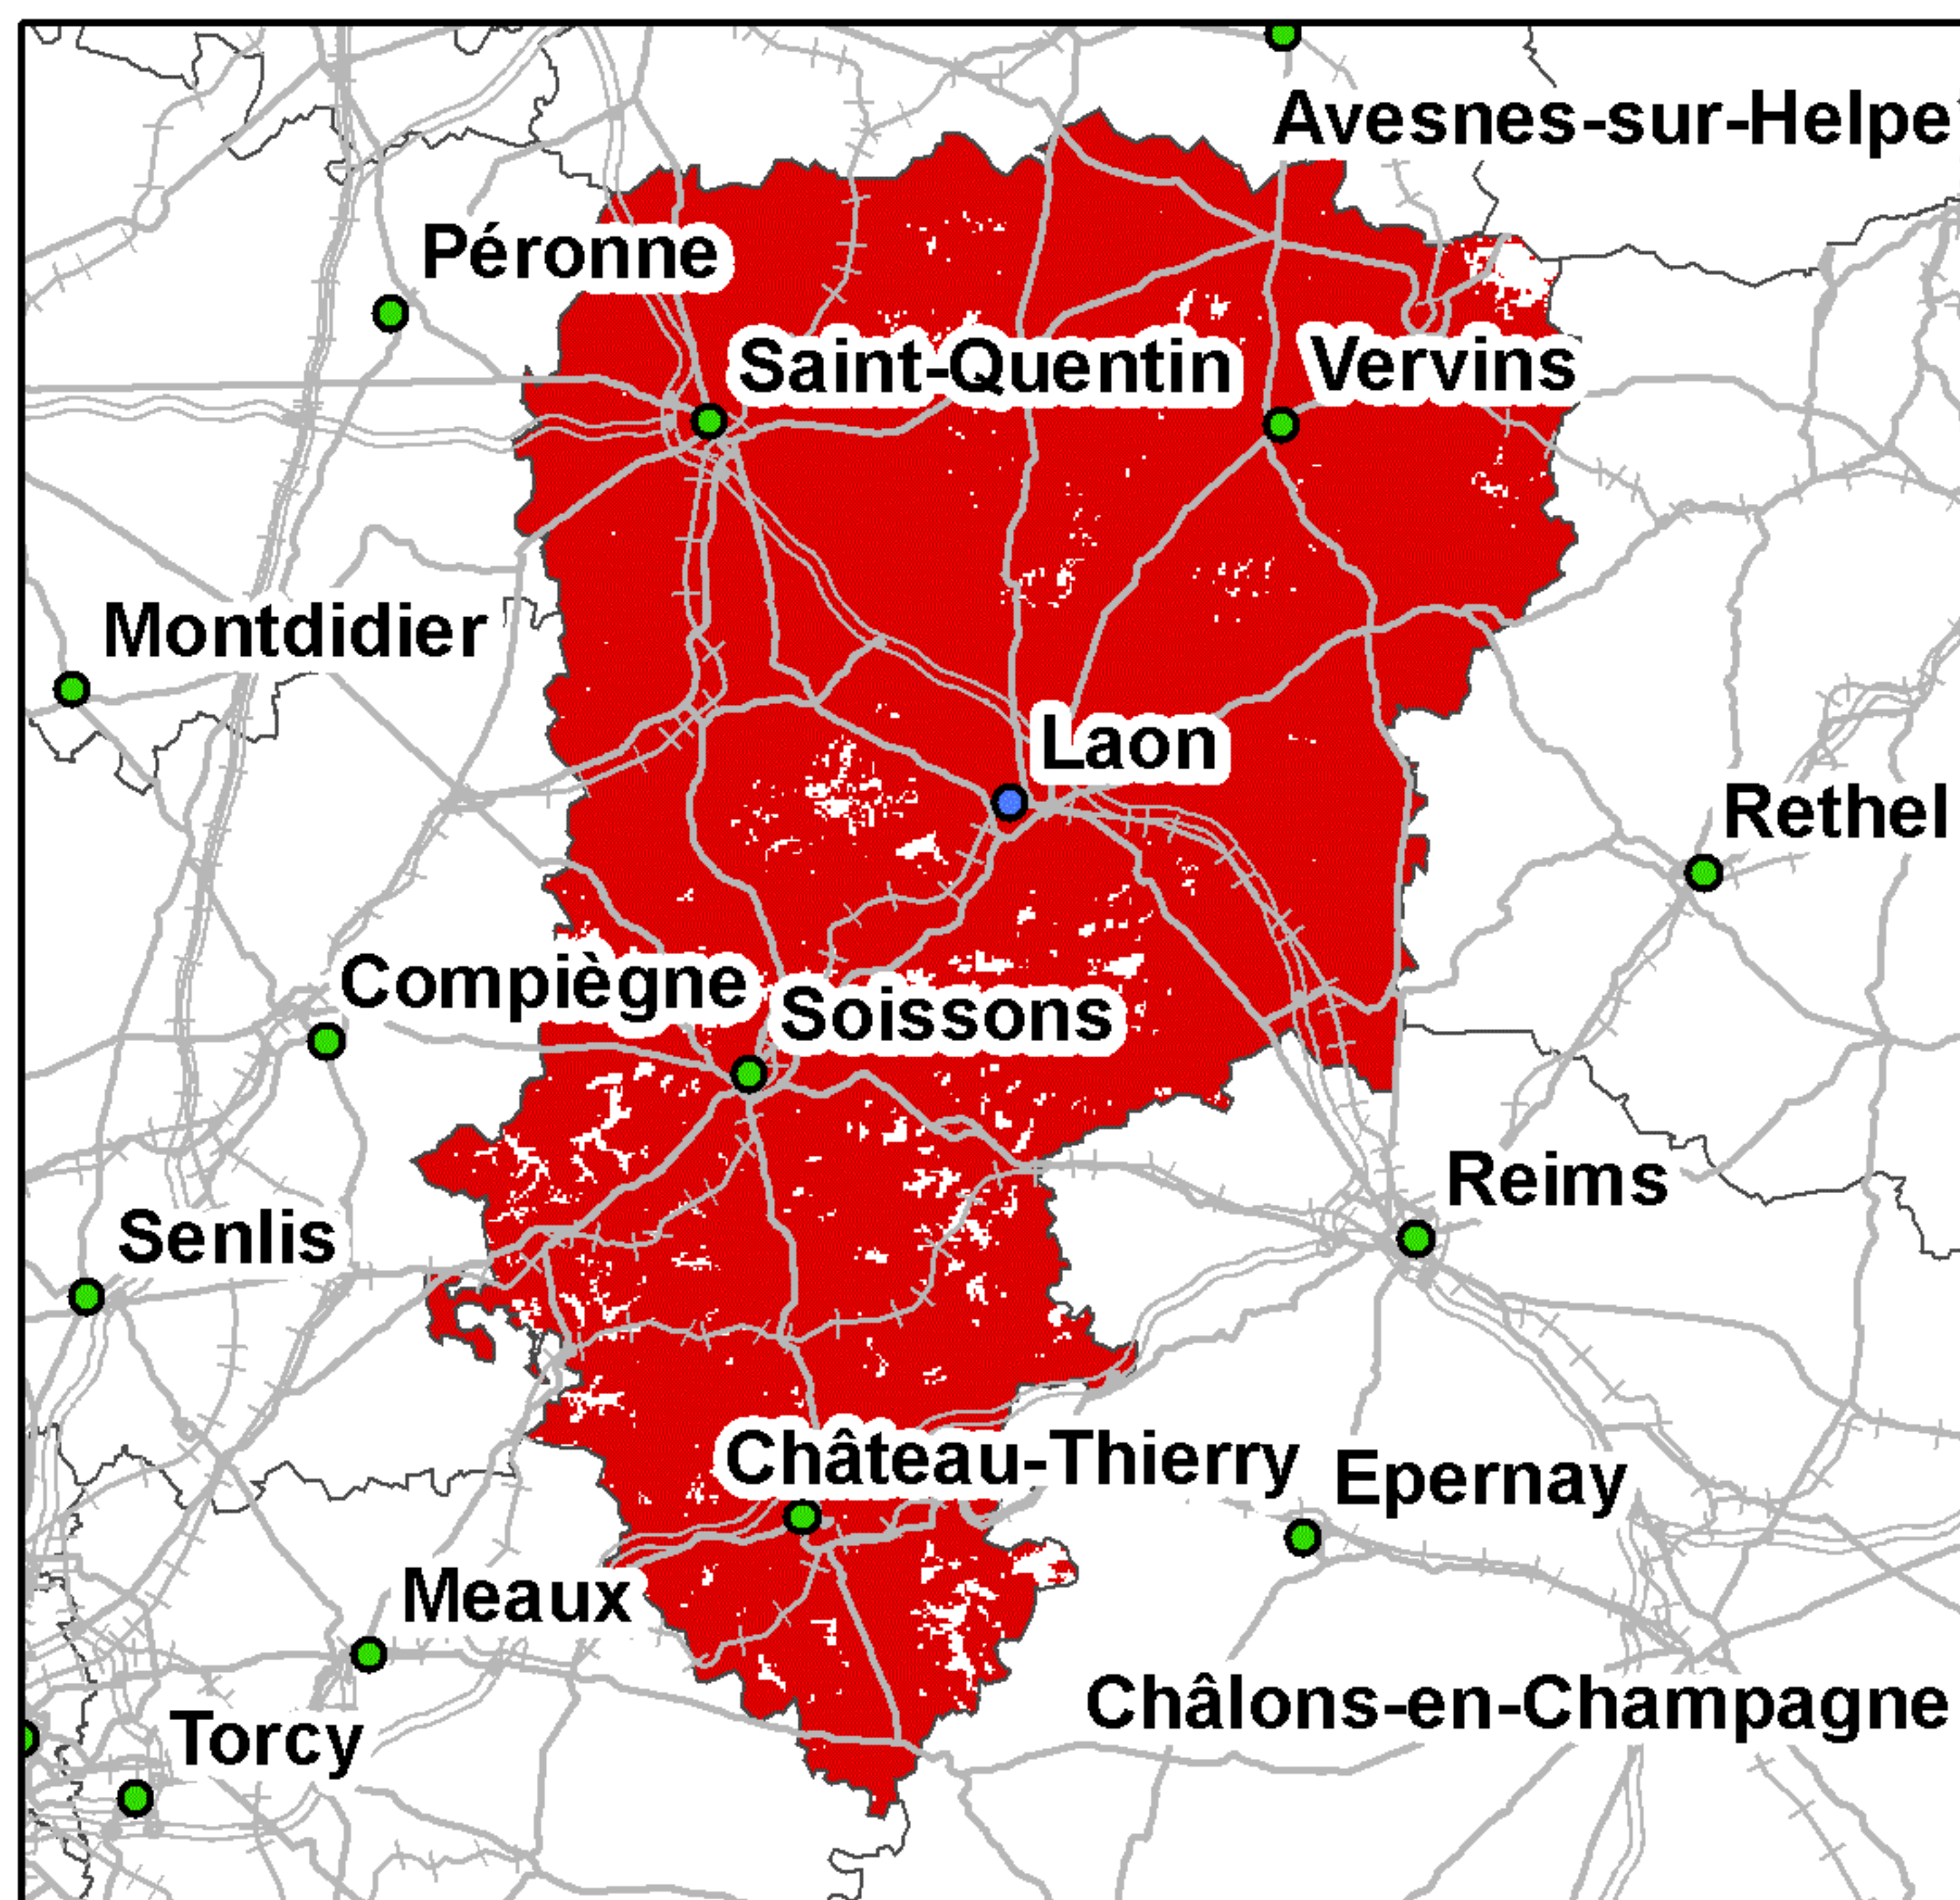 Avesnes-sur-Helpe
Péronne
Saint-Quentin
Vervins
Montdidier
Laon
Rethel
Compiègne
Soissons
Reims
Senlis
Château-Thierry
Epernay
Meaux
Châlons-en-Champagne
Torcy